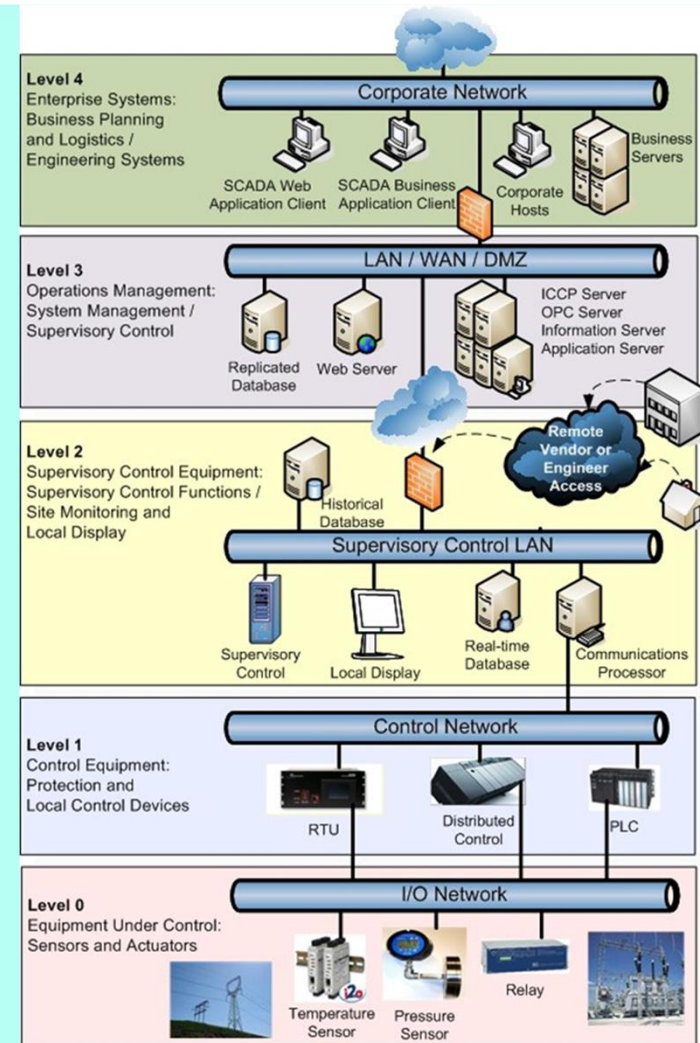 Level 4
Enterprise Systems:
Business Planning
and Logistics /
Engineering Systems
Corporate Network
SCADA Web
Application Client
SCADA Business
Application Client
Corporate
Hosts
Business
Servers
Level 3
Operations Management:
System Management /
Supervisory Control
LAN / WAN / DMZ
Replicated
Database
Web Server
ICCP Server
OPC Server
Information Server
Application Server
Level 2
Supervisory Control Equipment:
Supervisory Control Functions /
Site Monitoring and
Local Display
Remote
Vendor or
Engineer
Access
Historical
Database
Supervisory Control LAN
Supervisory
Control
Local Display
Real-time
Database
Communications
Processor
Level 1
Control Equipment:
Protection and
Local Control Devices
Control Network
RTU
Distributed
Control
PLC
Level 0
Equipment Under Control:
Sensors and Actuators
I/O Network
Temperature
Sensor
Pressure
Sensor
Relay